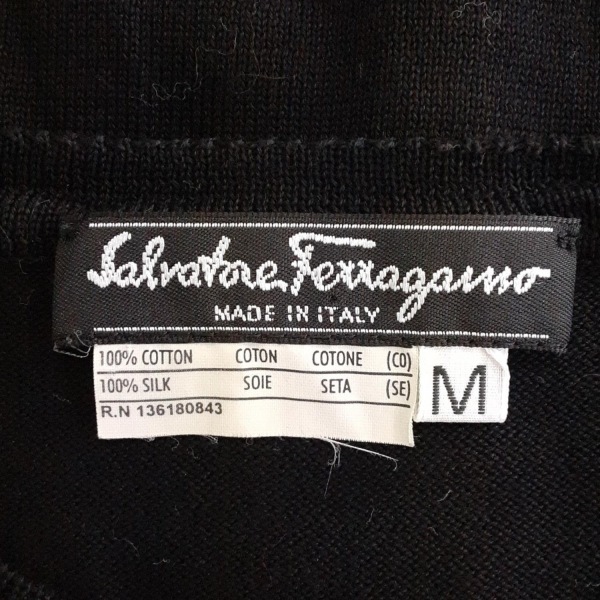 Salvatore Ferragamo
MADE IN ITALY
100% COTTON COTON COTONE (CO)
100% SILK SOIE SETA (SE)
R.N 136180843
M